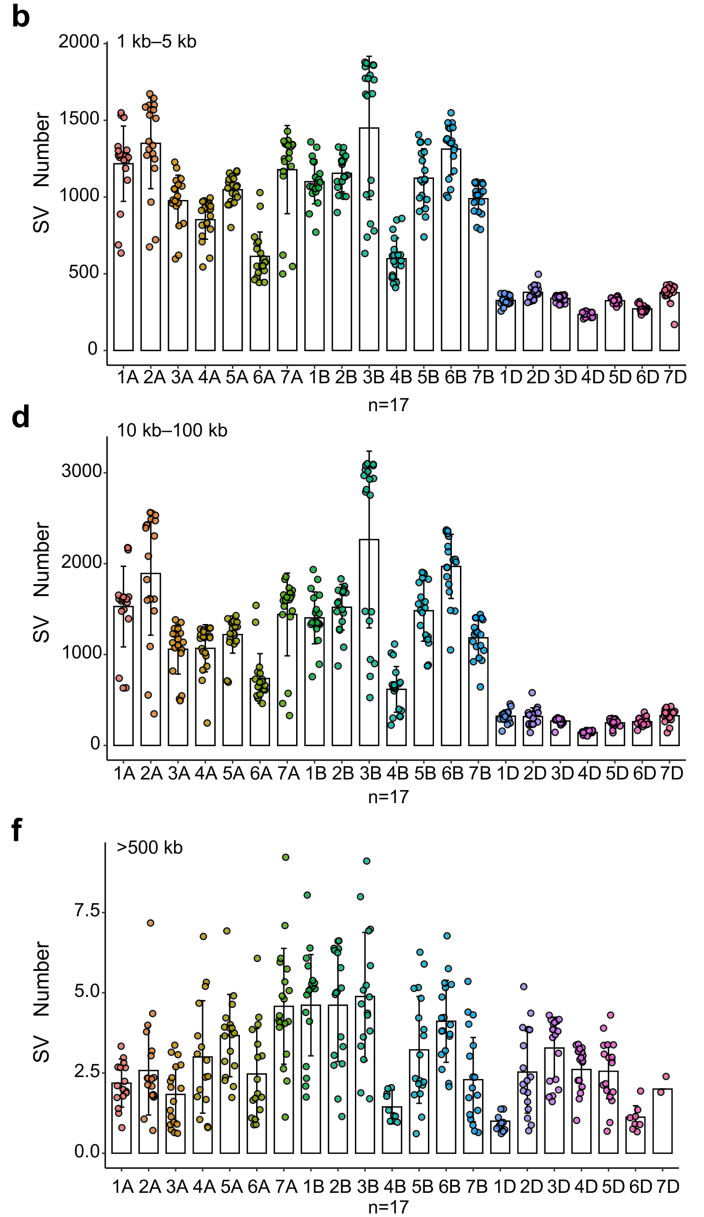 b
1 kb–5 kb
SV Number
2000
1500
1000
500
0
1A 2A 3A 4A 5A 6A 7A 1B 2B 3B 4B 5B 6B 7B 1D 2D 3D 4D 5D 6D 7D
n=17
d
10 kb–100 kb
SV Number
3000
2000
1000
0
1A 2A 3A 4A 5A 6A 7A 1B 2B 3B 4B 5B 6B 7B 1D 2D 3D 4D 5D 6D 7D
n=17
f
>500 kb
SV Number
7.5
5.0
2.5
0.0
1A 2A 3A 4A 5A 6A 7A 1B 2B 3B 4B 5B 6B 7B 1D 2D 3D 4D 5D 6D 7D
n=17